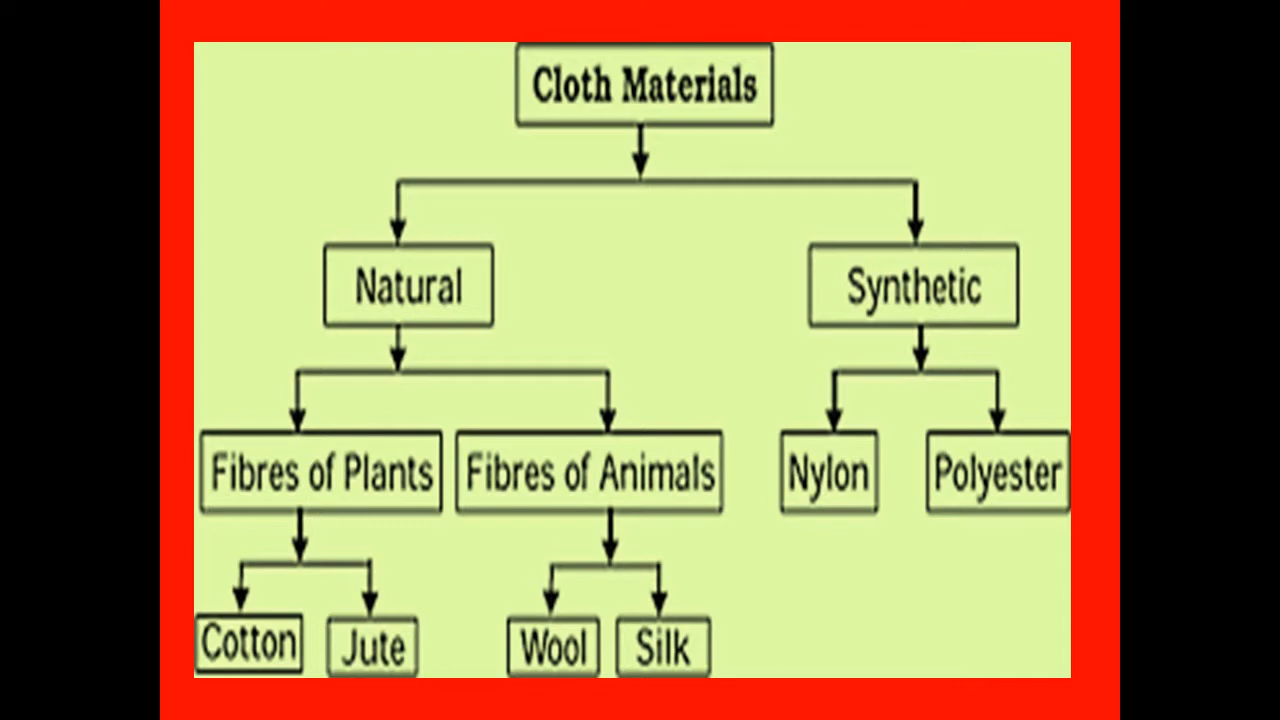 Cloth Materials
Natural
Synthetic
Fibres of Plants
Fibres of Animals
Nylon
Polyester
Cotton
Jute
Wool
Silk